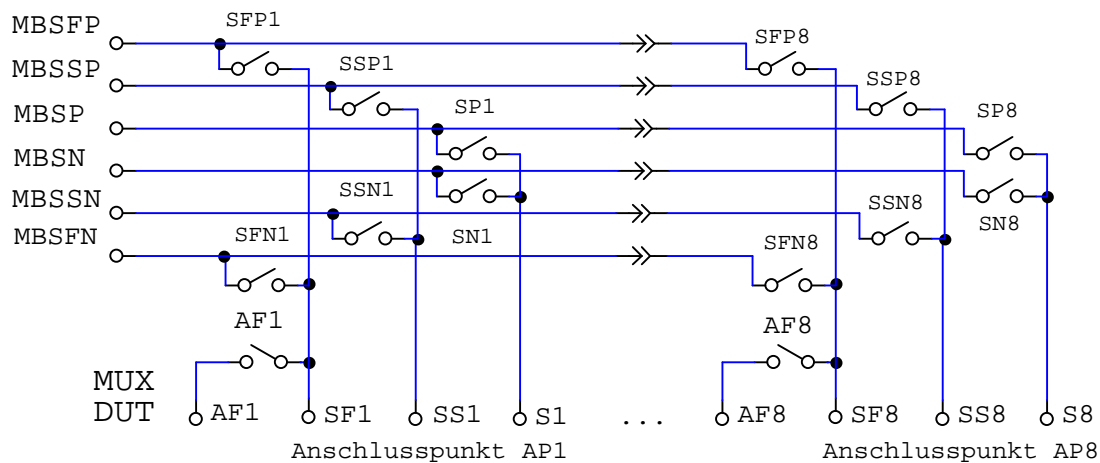 MBSFP SFP1 SFP8
MBSSP SSP1 SSP8
MBSP SP1 SP8
MBSN
MBSSN SSN1 SN1 SSN8 SN8
MBSFN SFN1 SFN8
AF1 AF8
MUX
DUT AF1 SF1 SS1 S1 ... AF8 SF8 SS8 S8
Anschlusspunkt AP1 Anschlusspunkt AP8